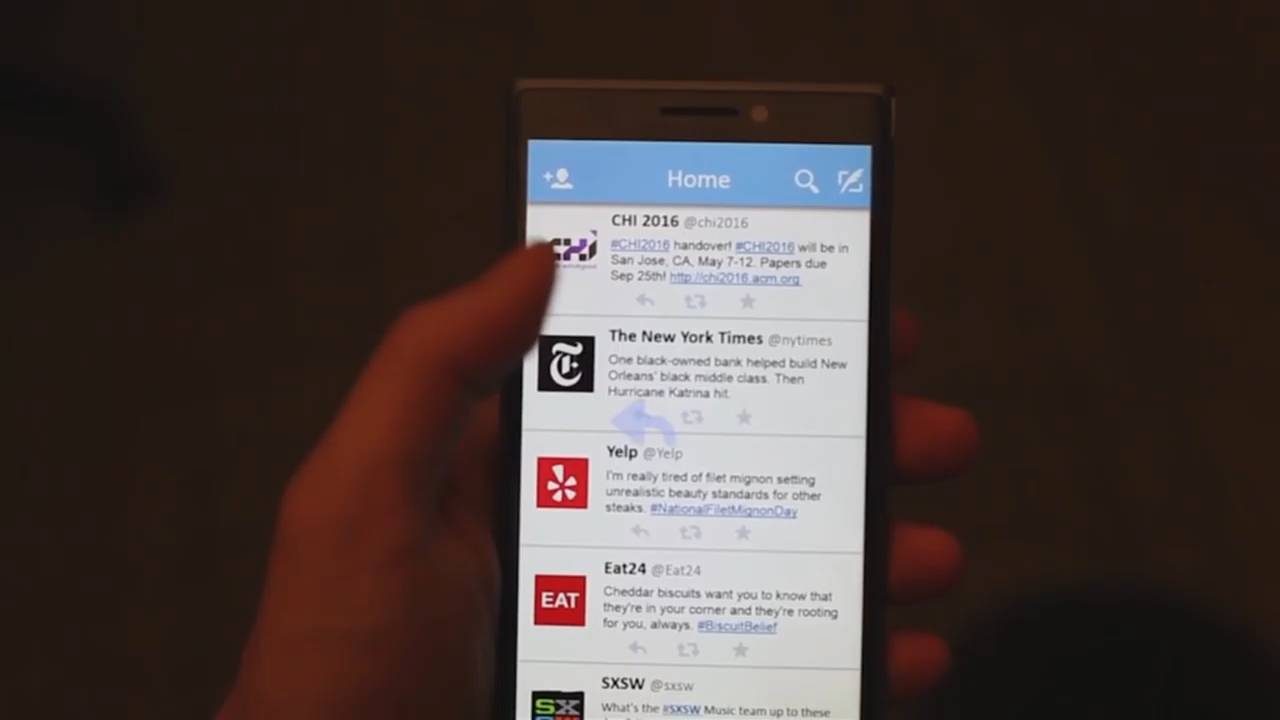 Home
CHI 2016 @chi2016
#CHI2016 handover! #CHI2016 will be in
San Jose, CA, May 7-12. Papers due
Sep 25th! http://chi2016.acm.org
The New York Times @nytimes
One black-owned bank helped build New
Orleans' black middle class. Then
Hurricane Katrina hit.
Yelp @Yelp
I'm really tired of filet mignon setting
unrealistic beauty standards for other
steaks. #NationalFiletMignonDay
EAT
Eat24 @Eat24
Cheddar biscuits want you to know that
they're in your corner and they're rooting
for you, always. #BiscuitBelief
SX
SXSW @sxsw
What's the #SXSW Music team up to these